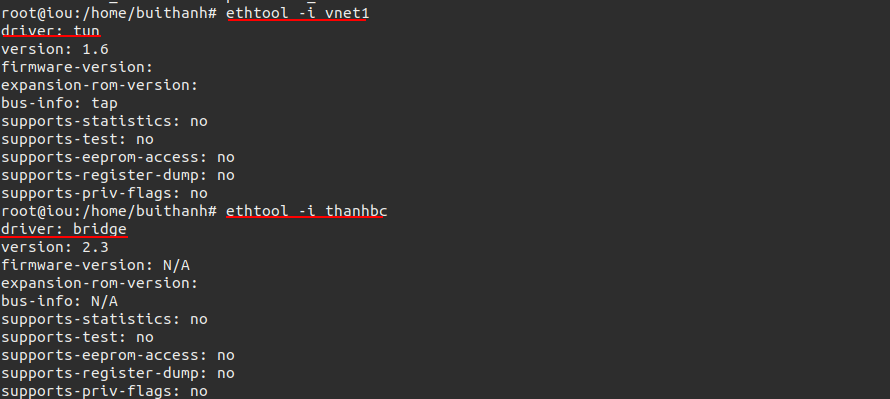 root@iou:/home/buithanh# ethtool -i vnet1
driver: tun
version: 1.6
firmware-version:
expansion-rom-version:
bus-info: tap
supports-statistics: no
supports-test: no
supports-eeprom-access: no
supports-register-dump: no
supports-priv-flags: no
root@iou:/home/buithanh# ethtool -i thanhbc
driver: bridge
version: 2.3
firmware-version: N/A
expansion-rom-version:
bus-info: N/A
supports-statistics: no
supports-test: no
supports-eeprom-access: no
supports-register-dump: no
supports-priv-flags: no